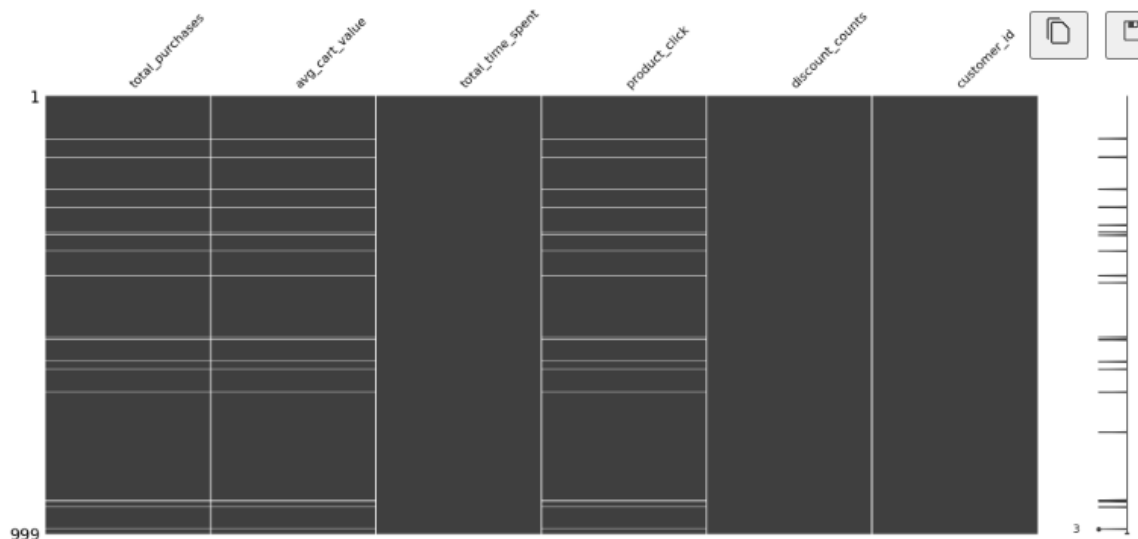 total_purchases
avg_cart_value
total_time_spent
product_click
discount_counts
customer_id
1
999
3